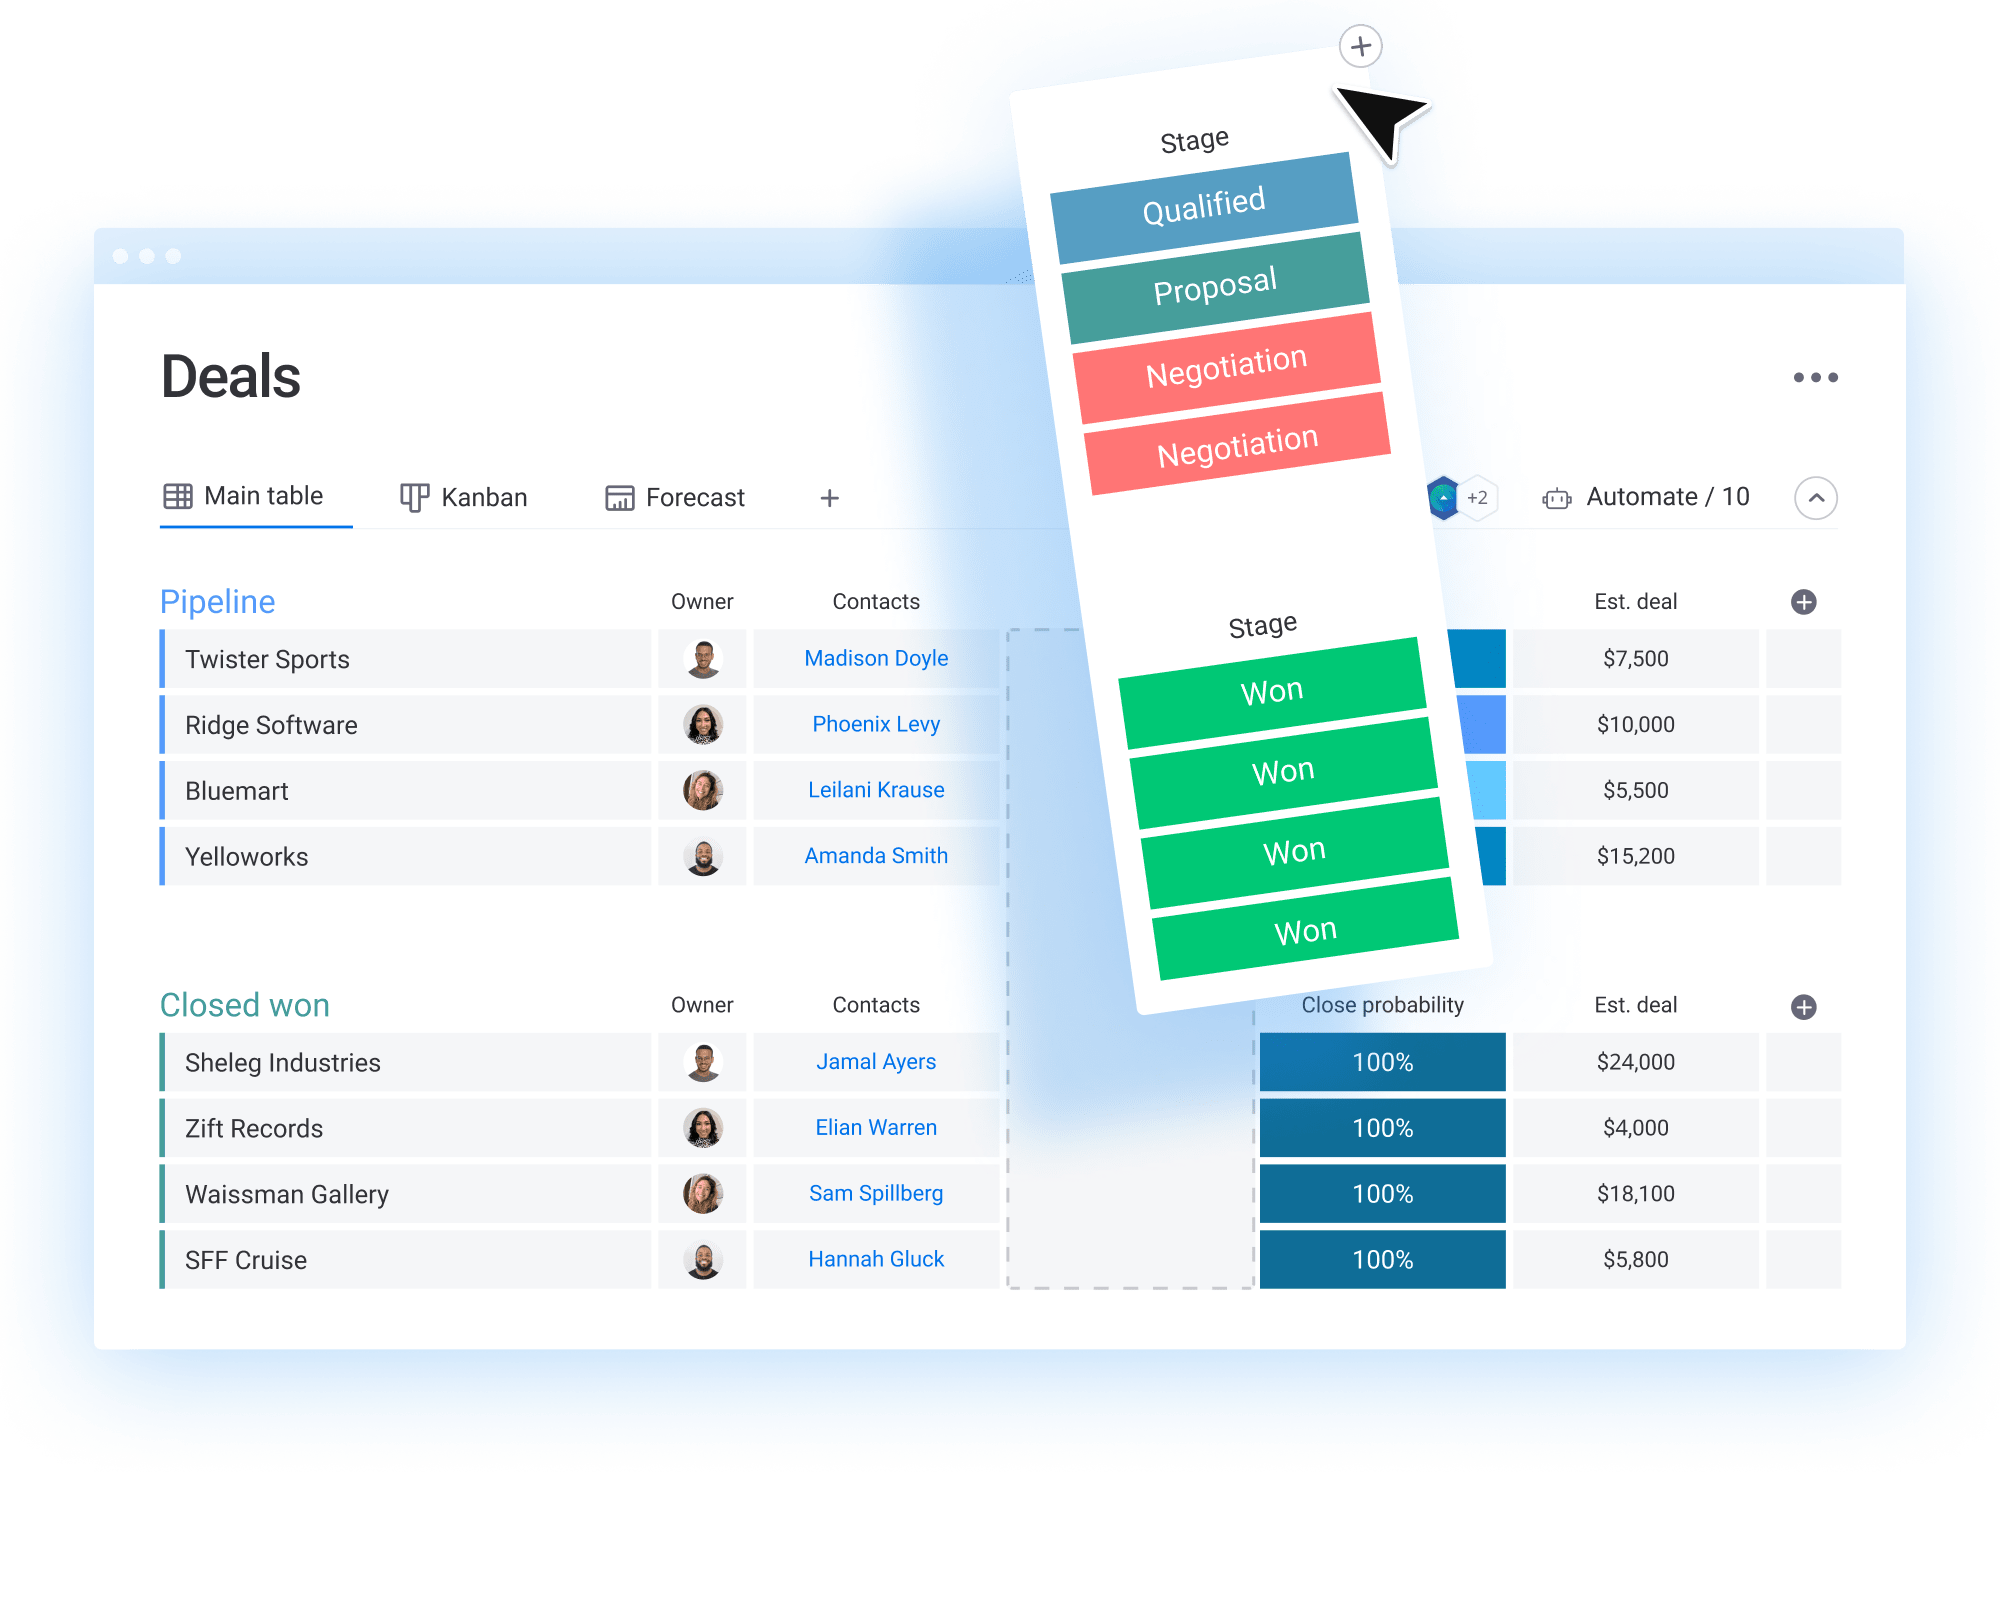 Stage
Qualified
Proposal
Negotiation
Negotiation
Deals
Main table
Kanban
Forecast
+2
Automate / 10
Pipeline Owner Contacts Est. deal
Twister Sports Madison Doyle $7,500
Ridge Software Phoenix Levy $10,000
Bluemart Leilani Krause $5,500
Yelloworks Amanda Smith $15,200
Stage
Won
Won
Won
Won
Closed won Owner Contacts Close probability Est. deal
Sheleg Industries Jamal Ayers 100% $24,000
Zift Records Elian Warren 100% $4,000
Waissman Gallery Sam Spillberg 100% $18,100
SFF Cruise Hannah Gluck 100% $5,800